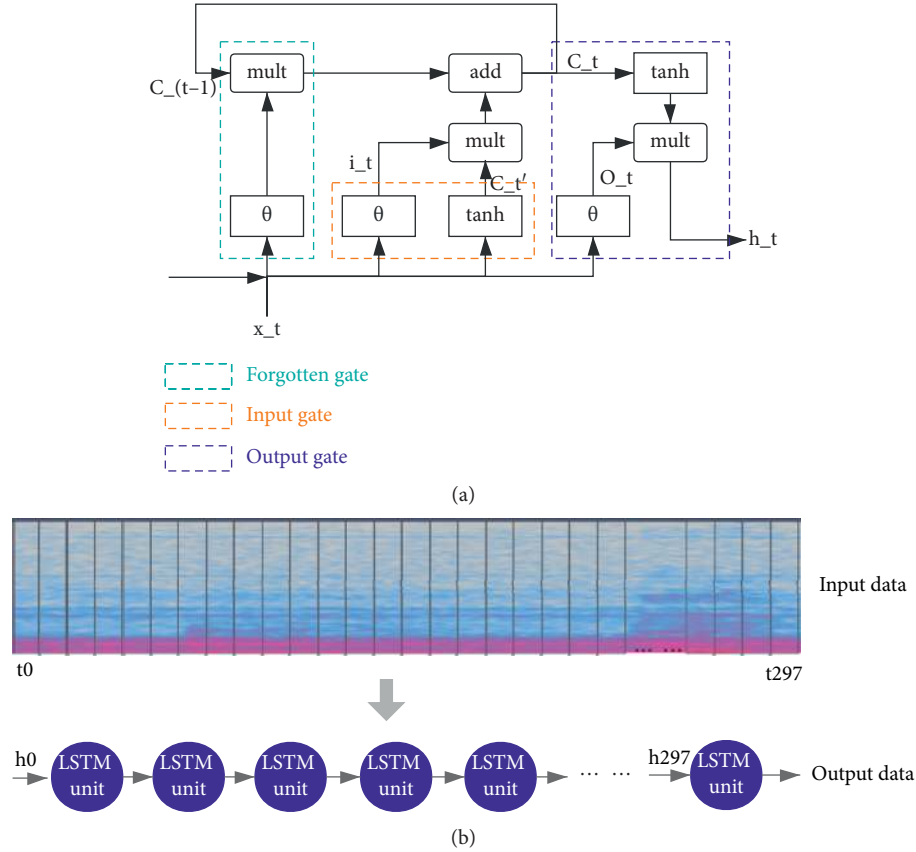 mult
add
C_t
tanh
C_(t–1)
mult
mult
i_t
C_t′
O_t
θ
θ
tanh
θ
h_t
x_t
Forgotten gate
Input gate
Output gate
(a)
Input data
... ...
t0
t297
h0
LSTM unit
LSTM unit
LSTM unit
LSTM unit
LSTM unit
... ...
h297
LSTM unit
Output data
(b)